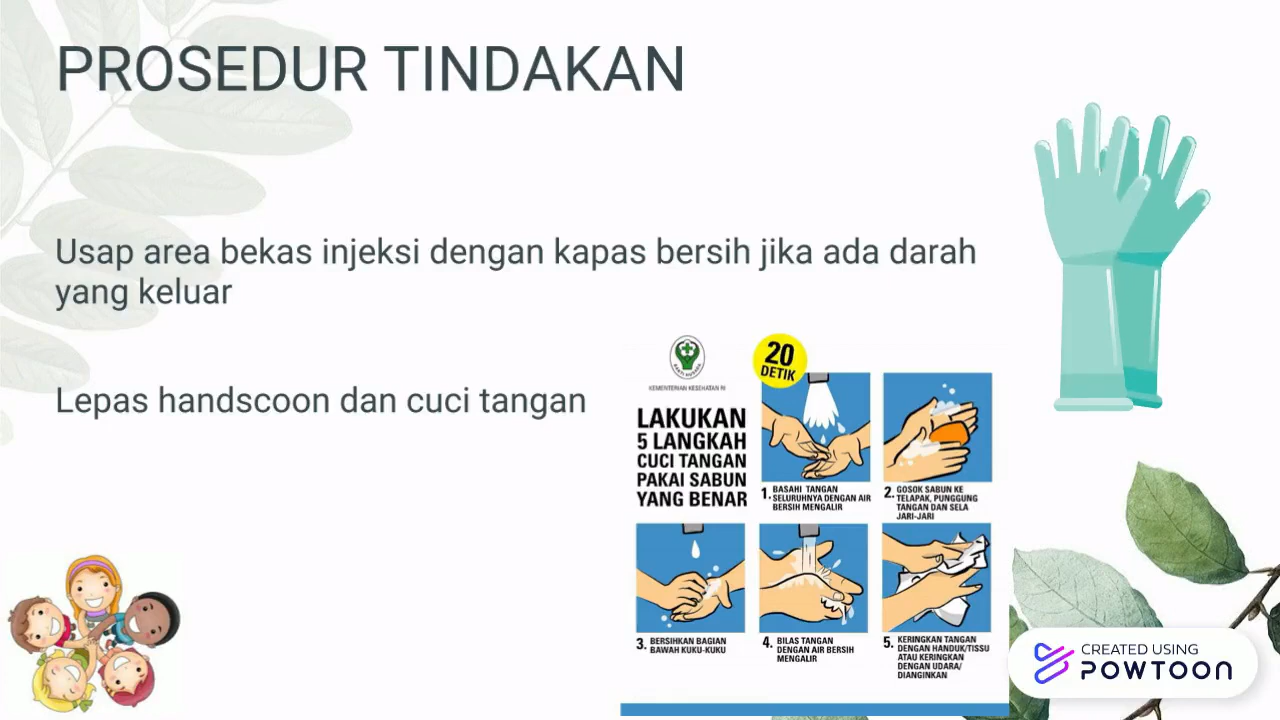 PROSEDUR TINDAKAN
Usap area bekas injeksi dengan kapas bersih jika ada darah
yang keluar
Lepas handscoon dan cuci tangan
KEMENTERIAN KESEHATAN RI
20
DETIK
LAKUKAN
5 LANGKAH
CUCI TANGAN
PAKAI SABUN
YANG BENAR
1. BASAHI TANGAN
SELURUHNYA DENGAN AIR
BERSIH MENGALIR
2. GOSOK SABUN KE
TELAPAK, PUNGGUNG
TANGAN DAN SELA
JARI-JARI
3. BERSIHKAN BAGIAN
BAWAH KUKU-KUKU
4. BILAS TANGAN
DENGAN AIR BERSIH
MENGALIR
5. KERINGKAN TANGAN
DENGAN HANDUK/TISSU
ATAU KERINGKAN
DENGAN UDARA/
DIANGINKAN
CREATED USING
POWTOON